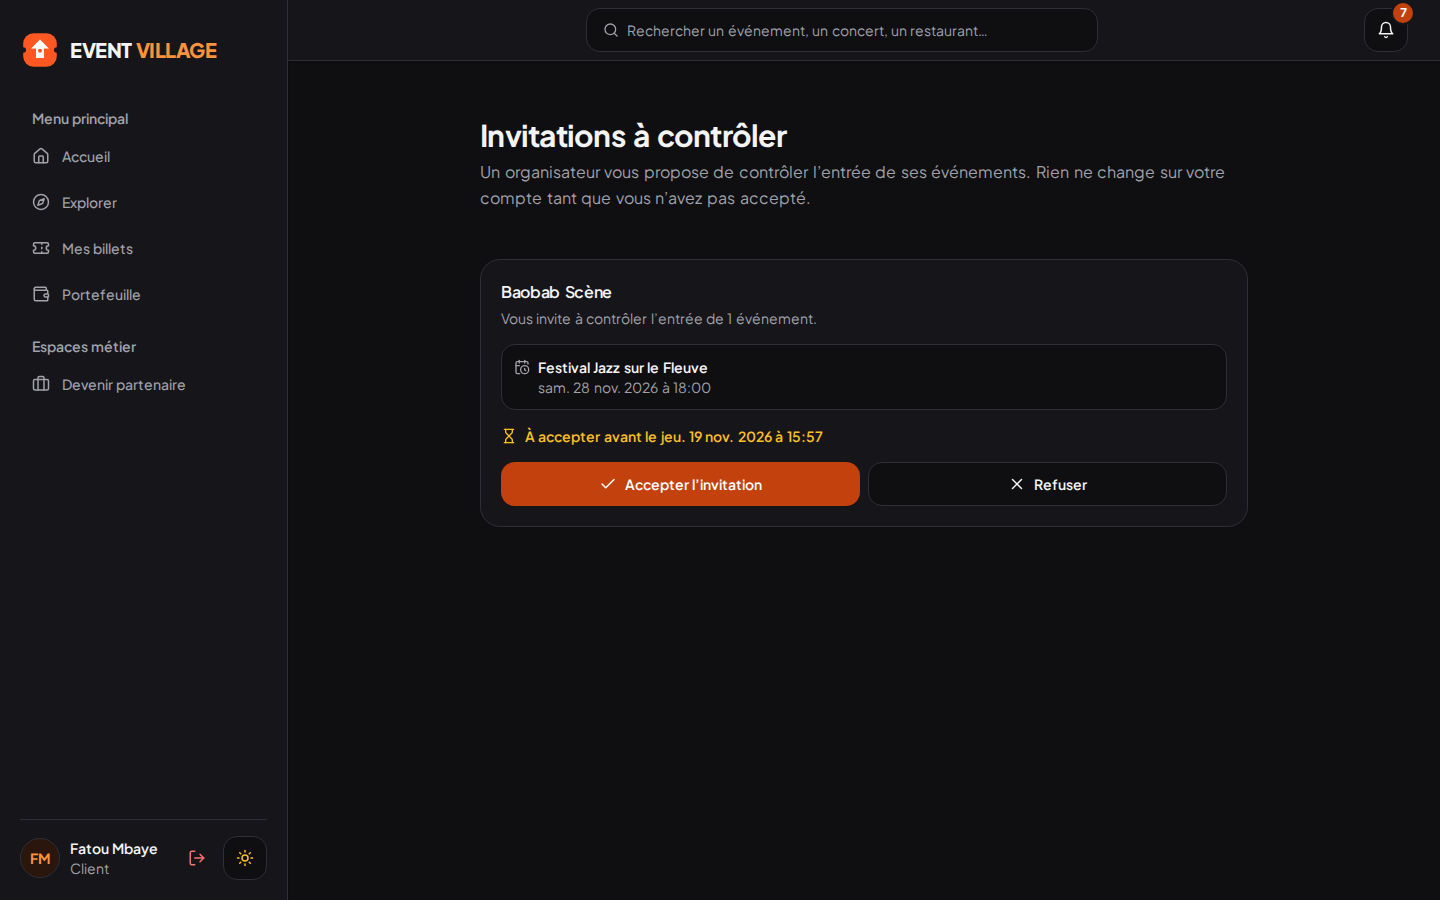 EVENT VILLAGE
Menu principal
Accueil
Explorer
Mes billets
Portefeuille
Espaces métier
Devenir partenaire
FM
Fatou Mbaye
Client
Rechercher un événement, un concert, un restaurant…
7
Invitations à contrôler
Un organisateur vous propose de contrôler l’entrée de ses événements. Rien ne change sur votre
compte tant que vous n’avez pas accepté.
Baobab Scène
Vous invite à contrôler l’entrée de 1 événement.
Festival Jazz sur le Fleuve
sam. 28 nov. 2026 à 18:00
À accepter avant le jeu. 19 nov. 2026 à 15:57
Accepter l’invitation
Refuser